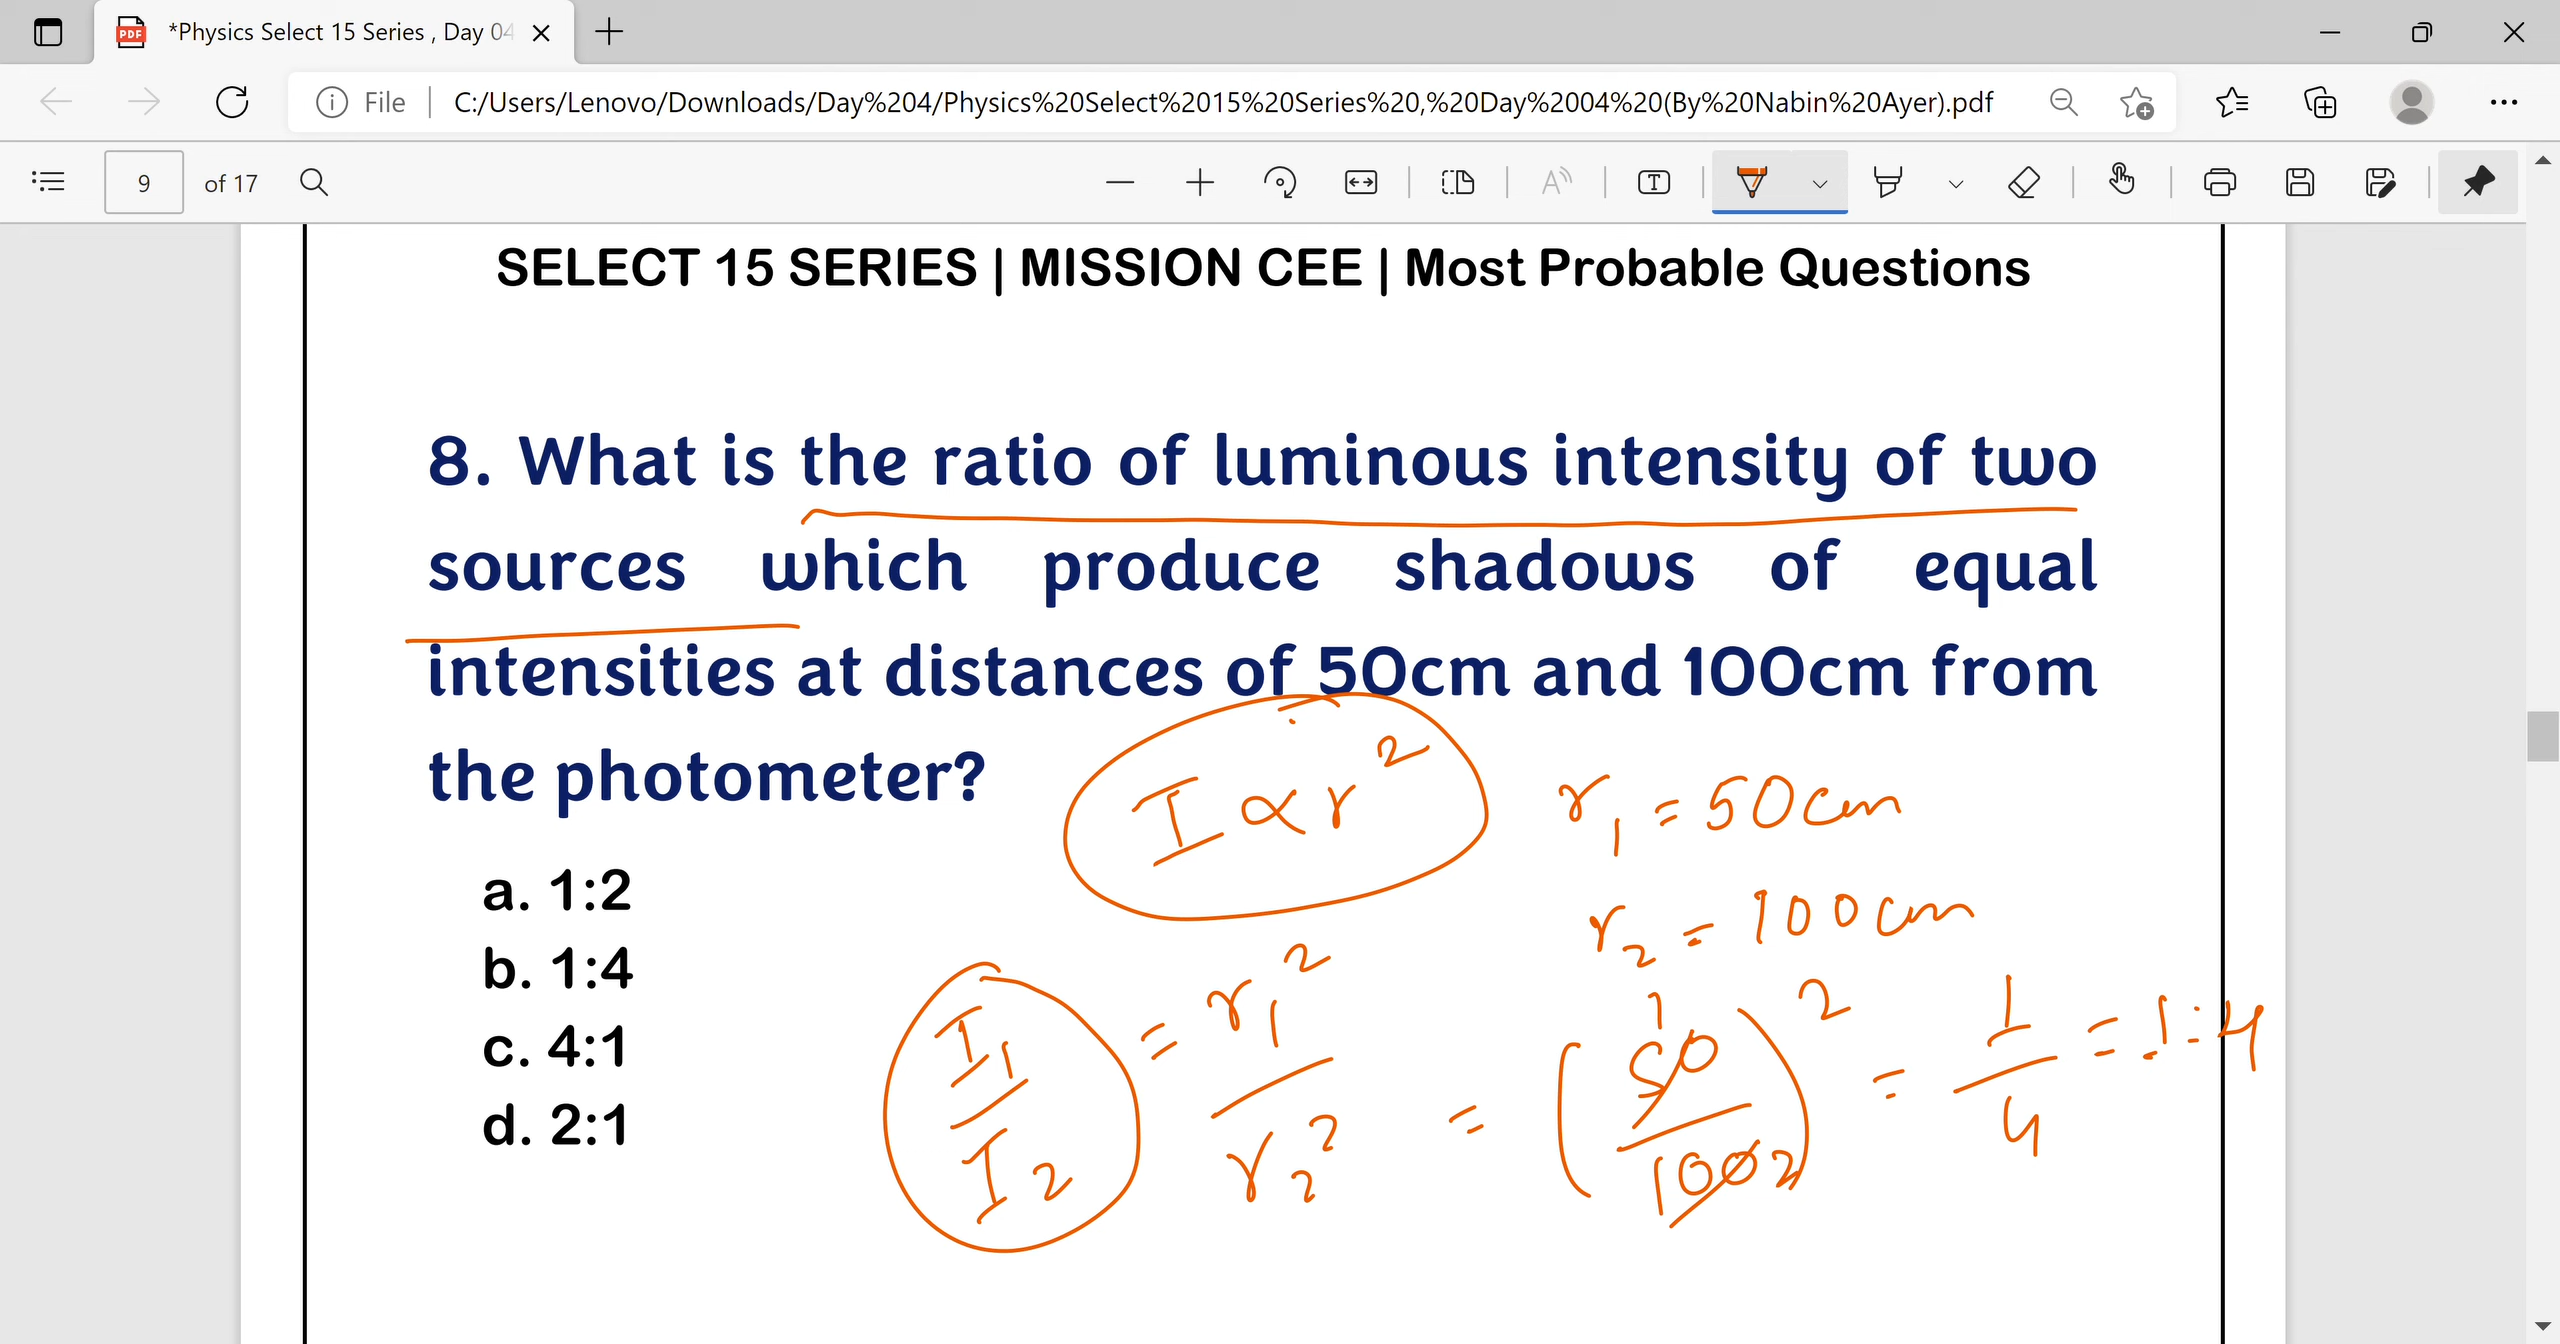 *Physics Select 15 Series , Day 04
File | C:/Users/Lenovo/Downloads/Day%204/Physics%20Select%2015%20Series%20,%20Day%2004%20(By%20Nabin%20Ayer).pdf
9 of 17
SELECT 15 SERIES | MISSION CEE | Most Probable Questions
8. What is the ratio of luminous intensity of two
sources which produce shadows of equal
intensities at distances of 50cm and 100cm from
the photometer?
I ∝ r²
r₁ = 50cm
r₂ = 100cm
a. 1:2
b. 1:4
c. 4:1
d. 2:1
I₁/I₂ = r₁²/r₂² = (50/100)² = 1/4 = 1:4